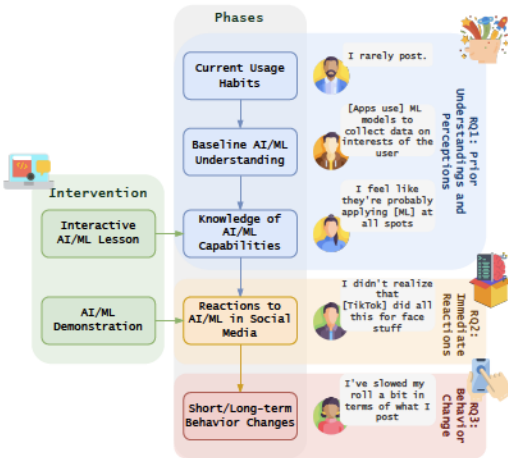 Phases
Current Usage
Habits
I rarely post.
Baseline AI/ML
Understanding
[Apps use] ML
models to
collect data on
interests of the
user
RQ1: Prior
Understandings and
Perceptions
Intervention
Interactive
AI/ML Lesson
Knowledge of
AI/ML
Capabilities
I feel like
they're probably
applying [ML] at
all spots
AI/ML
Demonstration
Reactions to
AI/ML in Social
Media
I didn't realize
that
[TikTok] did all
this for face
stuff
RQ2:
Immediate
Reactions
Short/Long-term
Behavior Changes
I've slowed my
roll a bit in
terms of what I
post
RQ3:
Behavior
Change